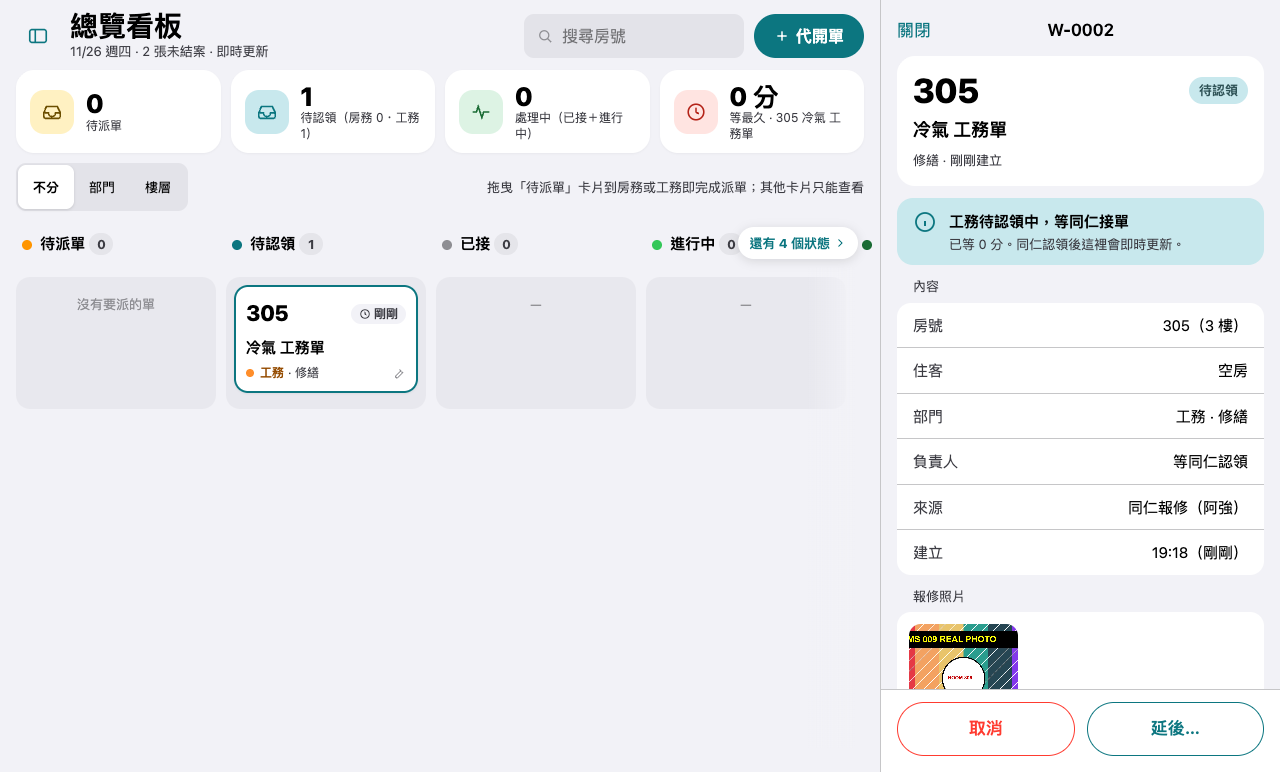 總覽看板
11/26 週四 · 2 張未結案 · 即時更新
搜尋房號
+ 代開單
0
待派單
1
待認領（房務 0 · 工務 1）
0
處理中（已接＋進行中）
0 分
等最久 · 305 冷氣 工務單
不分
部門
樓層
拖曳「待派單」卡片到房務或工務即完成派單；其他卡片只能查看
待派單 0
待認領 1
已接 0
進行中 0
還有 4 個狀態
沒有要派的單
305
剛剛
冷氣 工務單
工務 · 修繕
—
—
關閉
W-0002
305
待認領
冷氣 工務單
修繕 · 剛剛建立
工務待認領中，等同仁接單
已等 0 分。同仁認領後這裡會即時更新。
內容
房號
305（3 樓）
住客
空房
部門
工務 · 修繕
負責人
等同仁認領
來源
同仁報修（阿強）
建立
19:18（剛剛）
報修照片
MS 009 REAL PHOTO
取消
延後...